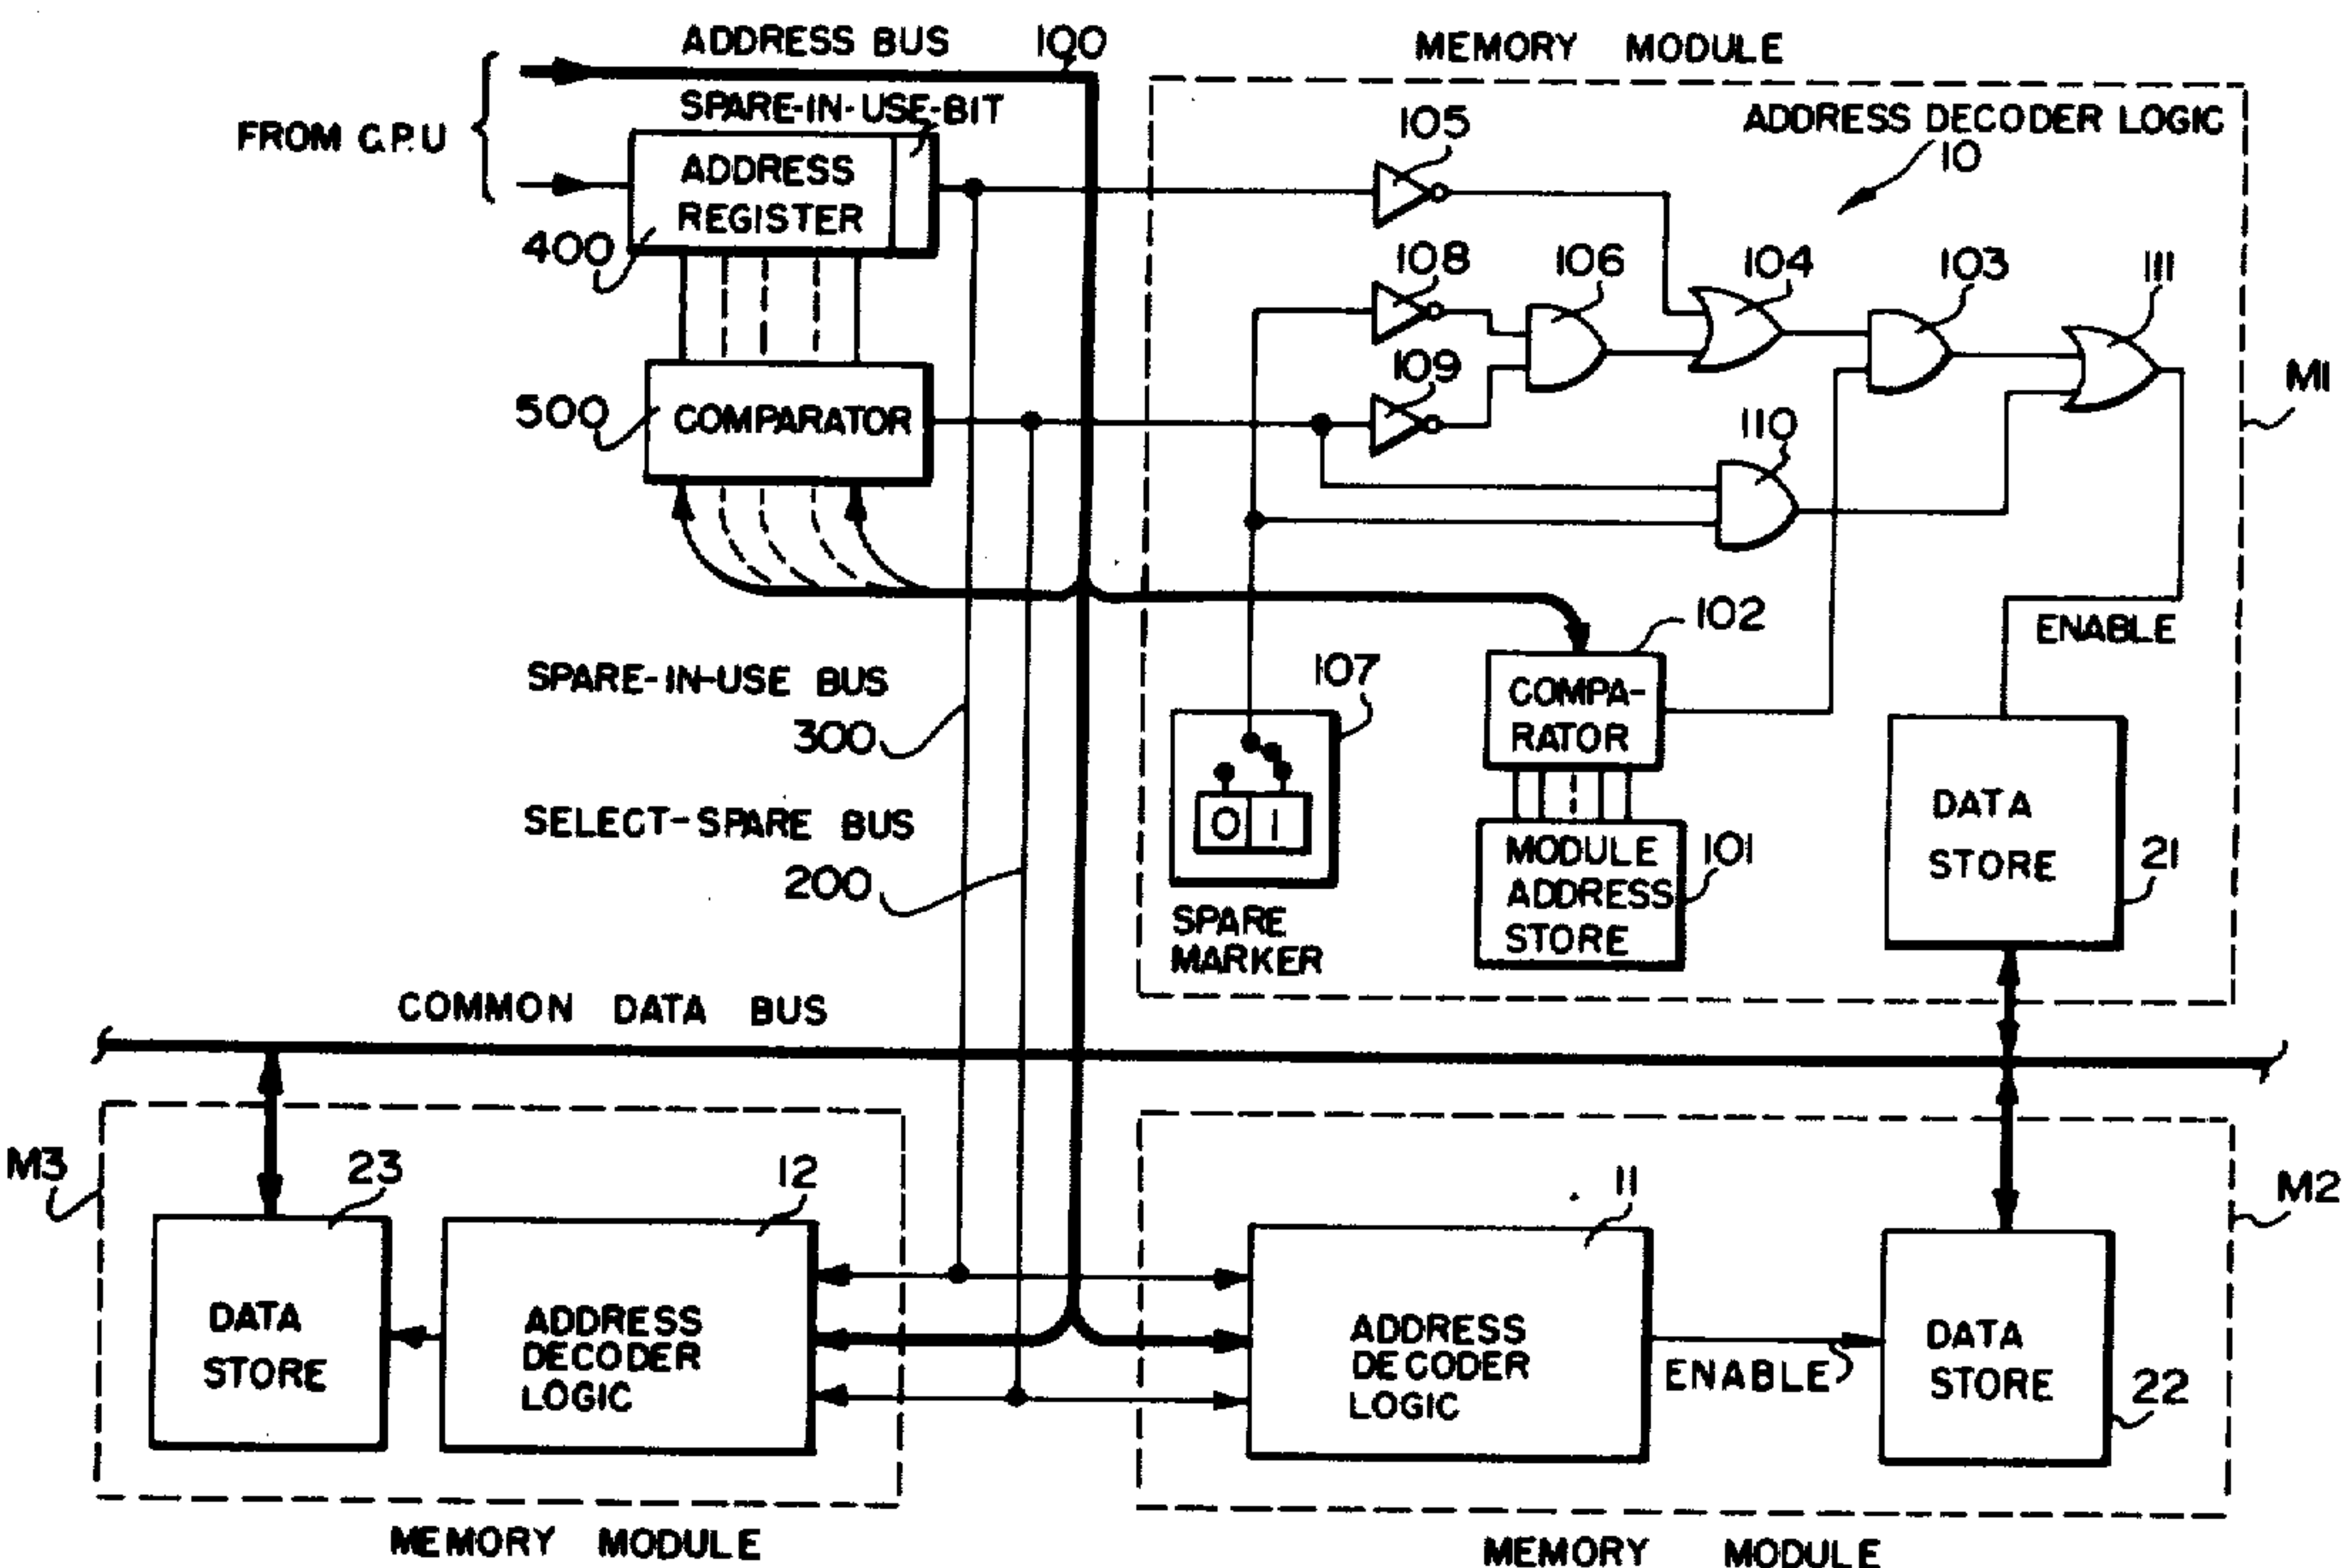 ADDRESS BUS
100
MEMORY MODULE
FROM C.P.U
SPARE-IN-USE-BIT
ADDRESS DECODER LOGIC
10
ADDRESS
REGISTER
400
105
108
106
104
103
111
109
M1
500
COMPARATOR
110
102
ENABLE
SPARE-IN-USE BUS
300
107
COMPA-
RATOR
SELECT-SPARE BUS
200
0 1
MODULE
ADDRESS
STORE
101
DATA
STORE
21
SPARE
MARKER
COMMON DATA BUS
M3
23
12
11
M2
DATA
STORE
ADDRESS
DECODER
LOGIC
ADDRESS
DECODER
LOGIC
ENABLE
DATA
STORE
22
MEMORY MODULE
MEMORY MODULE